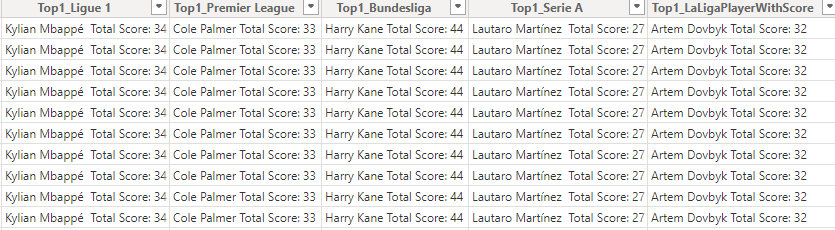 Top1_Ligue 1 Top1_Premier League Top1_Bundesliga Top1_Serie A Top1_LaLigaPlayerWithScore
Kylian Mbappé  Total Score: 34 Cole Palmer Total Score: 33 Harry Kane Total Score: 44 Lautaro Martínez  Total Score: 27 Artem Dovbyk Total Score: 32
Kylian Mbappé  Total Score: 34 Cole Palmer Total Score: 33 Harry Kane Total Score: 44 Lautaro Martínez  Total Score: 27 Artem Dovbyk Total Score: 32
Kylian Mbappé  Total Score: 34 Cole Palmer Total Score: 33 Harry Kane Total Score: 44 Lautaro Martínez  Total Score: 27 Artem Dovbyk Total Score: 32
Kylian Mbappé  Total Score: 34 Cole Palmer Total Score: 33 Harry Kane Total Score: 44 Lautaro Martínez  Total Score: 27 Artem Dovbyk Total Score: 32
Kylian Mbappé  Total Score: 34 Cole Palmer Total Score: 33 Harry Kane Total Score: 44 Lautaro Martínez  Total Score: 27 Artem Dovbyk Total Score: 32
Kylian Mbappé  Total Score: 34 Cole Palmer Total Score: 33 Harry Kane Total Score: 44 Lautaro Martínez  Total Score: 27 Artem Dovbyk Total Score: 32
Kylian Mbappé  Total Score: 34 Cole Palmer Total Score: 33 Harry Kane Total Score: 44 Lautaro Martínez  Total Score: 27 Artem Dovbyk Total Score: 32
Kylian Mbappé  Total Score: 34 Cole Palmer Total Score: 33 Harry Kane Total Score: 44 Lautaro Martínez  Total Score: 27 Artem Dovbyk Total Score: 32
Kylian Mbappé  Total Score: 34 Cole Palmer Total Score: 33 Harry Kane Total Score: 44 Lautaro Martínez  Total Score: 27 Artem Dovbyk Total Score: 32
Kylian Mbappé  Total Score: 34 Cole Palmer Total Score: 33 Harry Kane Total Score: 44 Lautaro Martínez  Total Score: 27 Artem Dovbyk Total Score: 32